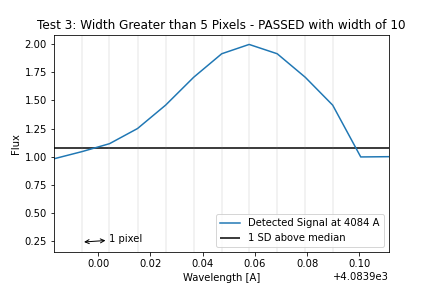 Test 3: Width Greater than 5 Pixels - PASSED with width of 10
2.00
1.75
1.50
1.25
1.00
0.75
0.50
0.25
Flux
1 pixel
Detected Signal at 4084 A
1 SD above median
0.00 0.02 0.04 0.06 0.08 0.10
Wavelength [A]
+4.0839e3